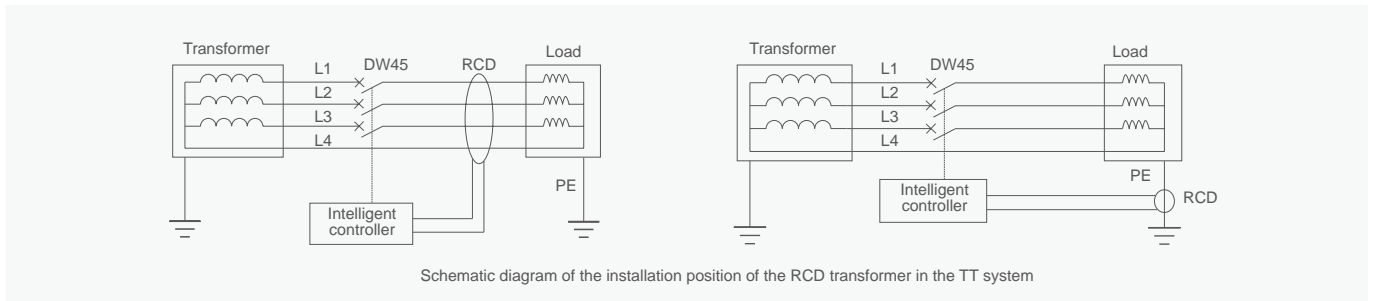 Transformer
Load
L1
DW45
RCD
L2
L3
L4
PE
Intelligent
controller
Transformer
Load
L1
DW45
L2
L3
L4
PE
Intelligent
controller
RCD
Schematic diagram of the installation position of the RCD transformer in the TT system